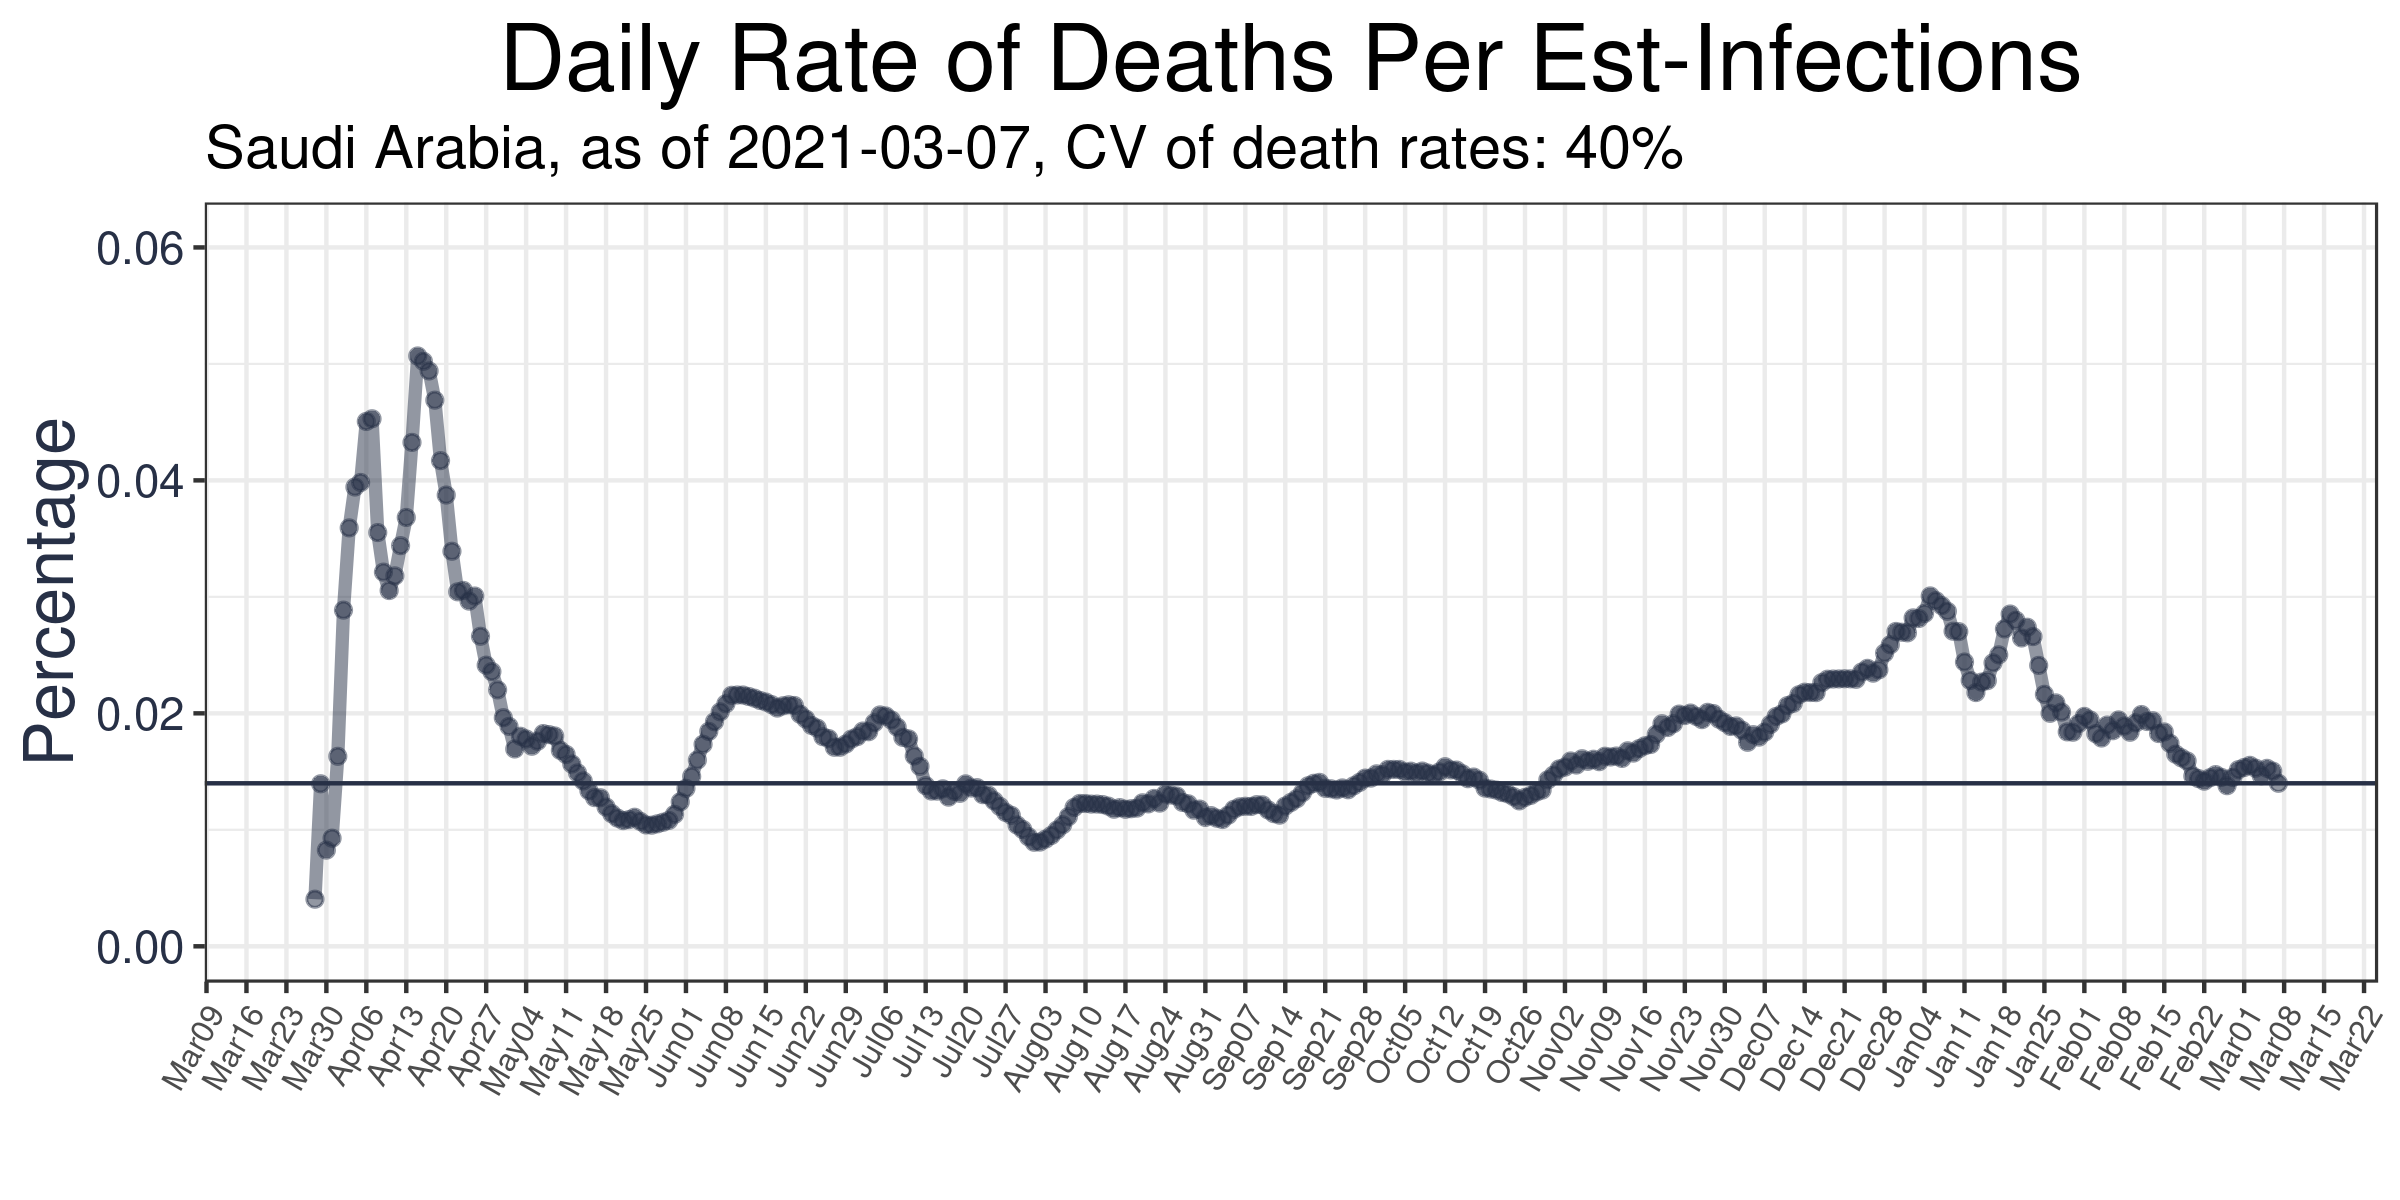 Daily Rate of Deaths Per Est-Infections
Saudi Arabia, as of 2021-03-07, CV of death rates: 40%
Percentage
0.06
0.04
0.02
0.00
Mar09
Mar16
Mar23
Mar30
Apr06
Apr13
Apr20
Apr27
May04
May11
May18
May25
Jun01
Jun08
Jun15
Jun22
Jun29
Jul06
Jul13
Jul20
Jul27
Aug03
Aug10
Aug17
Aug24
Aug31
Sep07
Sep14
Sep21
Sep28
Oct05
Oct12
Oct19
Oct26
Nov02
Nov09
Nov16
Nov23
Nov30
Dec07
Dec14
Dec21
Dec28
Jan04
Jan11
Jan18
Jan25
Feb01
Feb08
Feb15
Feb22
Mar01
Mar08
Mar15
Mar22